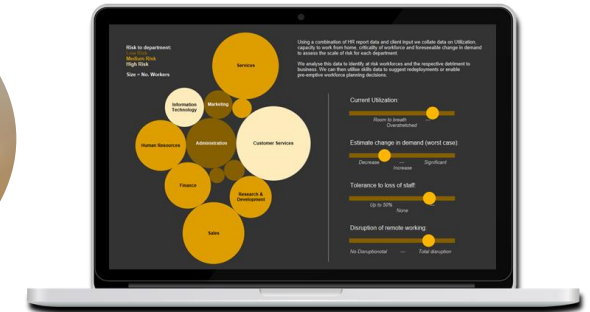 Risk to department:
Low Risk
Medium Risk
High Risk
Size = No. Workers
Services
Information
Technology
Marketing
Human Resources
Administration
Customer Services
Finance
Research &
Development
Sales
Using a combination of HR report data and client input we collate data on Utilization,
capacity to work from home, criticality of workforce and foreseable change in demand
to assess the scale of risk for each department.
We analyse this data to identify at risk workforces and the respective detriment to
business. We can then utilise skills data to suggest redeployments or enable
pre-emptive workforce planning decisions.
Current Utilization:
Room to breath —
Overstretched
Estimate change in demand (worst case):
Decrease — Significant
Increase
Tolerance to loss of staff:
Up to 50%
None
Disruption of remote working:
No Disruptionotal — Total disruption